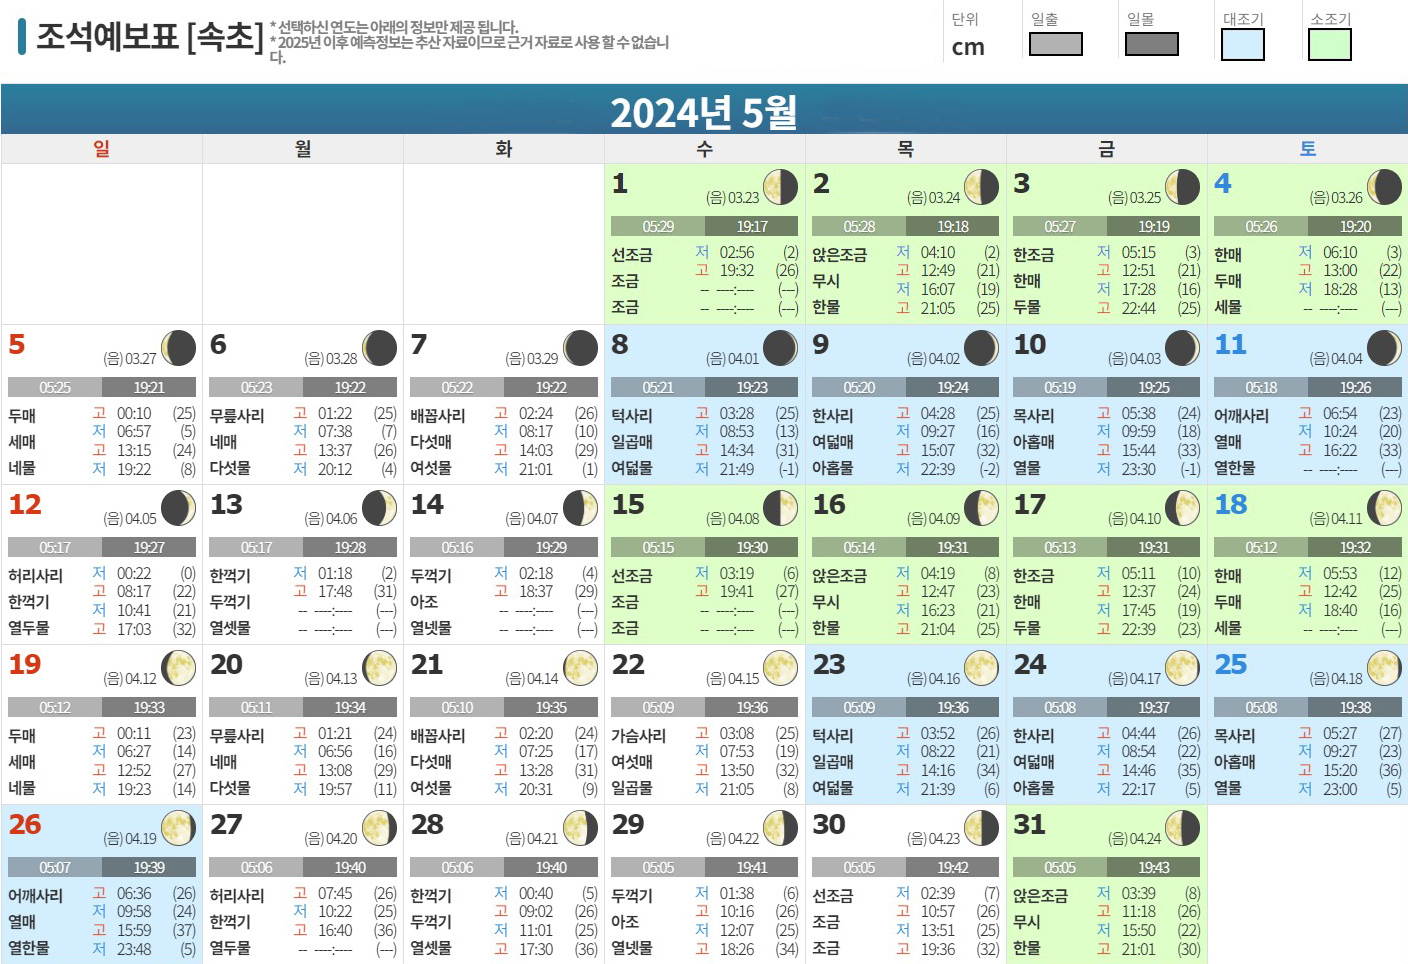 조석예보표 [속초]
* 선택하신 연도는 아래의 정보만 제공 됩니다.
* 2025년 이후 예측정보는 추산 자료이므로 근거 자료로 사용 할 수 없습니
다.
단위 일출 일몰 대조기 소조기
cm
2024년 5월
일 월 화 수 목 금 토
1 (음) 03.23
05:29 19:17
선조금 저 02:56 (2)
조금 고 19:32 (26)
-- ----:---- (---)
조금
2 (음) 03.24
05:28 19:18
앉은조금 저 04:10 (2)
고 12:49 (21)
무시 저 16:07 (19)
한물 고 21:05 (25)
3 (음) 03.25
05:27 19:19
한조금 저 05:15 (3)
고 12:51 (21)
한매 저 17:28 (16)
두물 고 22:44 (25)
4 (음) 03.26
05:26 19:20
한매 저 06:10 (3)
고 13:00 (22)
두매 저 18:28 (13)
세물 -- ----:---- (---)
5 (음) 03.27
05:25 19:21
두매 고 00:10 (25)
저 06:57 (5)
세매 고 13:15 (24)
네물 저 19:22 (8)
6 (음) 03.28
05:23 19:22
무릎사리 고 01:22 (25)
저 07:38 (7)
네매 고 13:37 (26)
다섯물 저 20:12 (4)
7 (음) 03.29
05:22 19:22
배꼽사리 고 02:24 (26)
저 08:17 (10)
다섯매 고 14:03 (29)
여섯물 저 21:01 (1)
8 (음) 04.01
05:21 19:23
턱사리 고 03:28 (25)
저 08:53 (13)
일곱매 고 14:34 (31)
여덟물 저 21:49 (-1)
9 (음) 04.02
05:20 19:24
한사리 고 04:28 (25)
저 09:27 (16)
여덟매 고 15:07 (32)
아홉물 저 22:39 (-2)
10 (음) 04.03
05:19 19:25
목사리 고 05:38 (24)
저 09:59 (18)
아홉매 고 15:44 (33)
열물 저 23:30 (-1)
11 (음) 04.04
05:18 19:26
어깨사리 고 06:54 (23)
저 10:24 (20)
열매 고 16:22 (33)
열한물 -- ----:---- (---)
12 (음) 04.05
05:17 19:27
허리사리 저 00:22 (0)
고 08:17 (22)
한꺽기 저 10:41 (21)
열두물 고 17:03 (32)
13 (음) 04.06
05:17 19:28
한꺽기 저 01:18 (2)
고 17:48 (31)
두꺽기 -- ----:---- (---)
열셋물 -- ----:---- (---)
14 (음) 04.07
05:16 19:29
두꺽기 저 02:18 (4)
고 18:37 (29)
아조 -- ----:---- (---)
열넷물 -- ----:---- (---)
15 (음) 04.08
05:15 19:30
선조금 저 03:19 (6)
고 19:41 (27)
조금 -- ----:---- (---)
조금 -- ----:---- (---)
16 (음) 04.09
05:14 19:31
앉은조금 저 04:19 (8)
고 12:47 (23)
무시 저 16:23 (21)
한물 고 21:04 (25)
17 (음) 04.10
05:13 19:31
한조금 저 05:11 (10)
고 12:37 (24)
한매 저 17:45 (19)
두물 고 22:39 (23)
18 (음) 04.11
05:12 19:32
한매 저 05:53 (12)
고 12:42 (25)
두매 저 18:40 (16)
세물 -- ----:---- (---)
19 (음) 04.12
05:12 19:33
두매 고 00:11 (23)
저 06:27 (14)
세매 고 12:52 (27)
네물 저 19:23 (14)
20 (음) 04.13
05:11 19:34
무릎사리 고 01:21 (24)
저 06:56 (16)
네매 고 13:08 (29)
다섯물 저 19:57 (11)
21 (음) 04.14
05:10 19:35
배꼽사리 고 02:20 (24)
저 07:25 (17)
다섯매 고 13:28 (31)
여섯물 저 20:31 (9)
22 (음) 04.15
05:09 19:36
가슴사리 고 03:08 (25)
저 07:53 (19)
여섯매 고 13:50 (32)
일곱물 저 21:05 (8)
23 (음) 04.16
05:09 19:36
턱사리 고 03:52 (26)
저 08:22 (21)
일곱매 고 14:16 (34)
여덟물 저 21:39 (6)
24 (음) 04.17
05:08 19:37
한사리 고 04:44 (26)
저 08:54 (22)
여덟매 고 14:46 (35)
아홉물 저 22:17 (5)
25 (음) 04.18
05:08 19:38
목사리 고 05:27 (27)
저 09:27 (23)
아홉매 고 15:20 (36)
열물 저 23:00 (5)
26 (음) 04.19
05:07 19:39
어깨사리 고 06:36 (26)
저 09:58 (24)
열매 고 15:59 (37)
열한물 저 23:48 (5)
27 (음) 04.20
05:06 19:40
허리사리 고 07:45 (26)
저 10:22 (25)
한꺽기 고 16:40 (36)
열두물 -- ----:---- (---)
28 (음) 04.21
05:06 19:40
한꺽기 저 00:40 (5)
고 09:02 (26)
두꺽기 저 11:01 (25)
열셋물 고 17:30 (36)
29 (음) 04.22
05:05 19:41
두꺽기 저 01:38 (6)
고 10:16 (26)
아조 저 12:07 (25)
열넷물 고 18:26 (34)
30 (음) 04.23
05:05 19:42
선조금 저 02:39 (7)
고 10:57 (26)
조금 저 13:51 (25)
조금 고 19:36 (32)
31 (음) 04.24
05:05 19:43
앉은조금 저 03:39 (8)
고 11:18 (26)
무시 저 15:50 (22)
한물 고 21:01 (30)